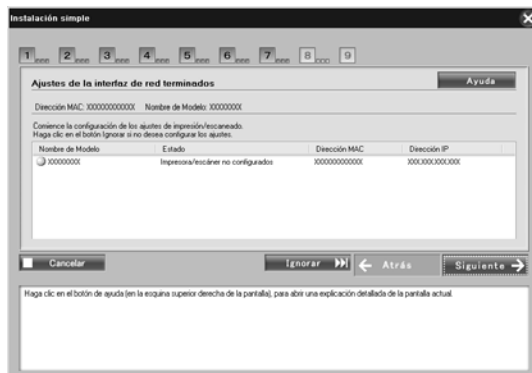 Instalación simple
1 2 3 4 5 6 7 8 9
Ajustes de la interfaz de red terminados
Ayuda
Dirección MAC: XXXXXXXXXXXX Nombre de Modelo: XXXXXXXX
Comience la configuración de los ajustes de impresión/escaneado.
Haga clic en el botón Ignorar si no desea configurar los ajustes.
Nombre de Modelo Estado Dirección MAC Dirección IP
XXXXXXXX Impresora/escáner no configurados XXXXXXXXXXXX XXX.XXX.XXX.XXX
Cancelar Ignorar Atrás Siguiente
Haga clic en el botón de ayuda (en la esquina superior derecha de la pantalla), para abrir una explicación detallada de la pantalla actual.